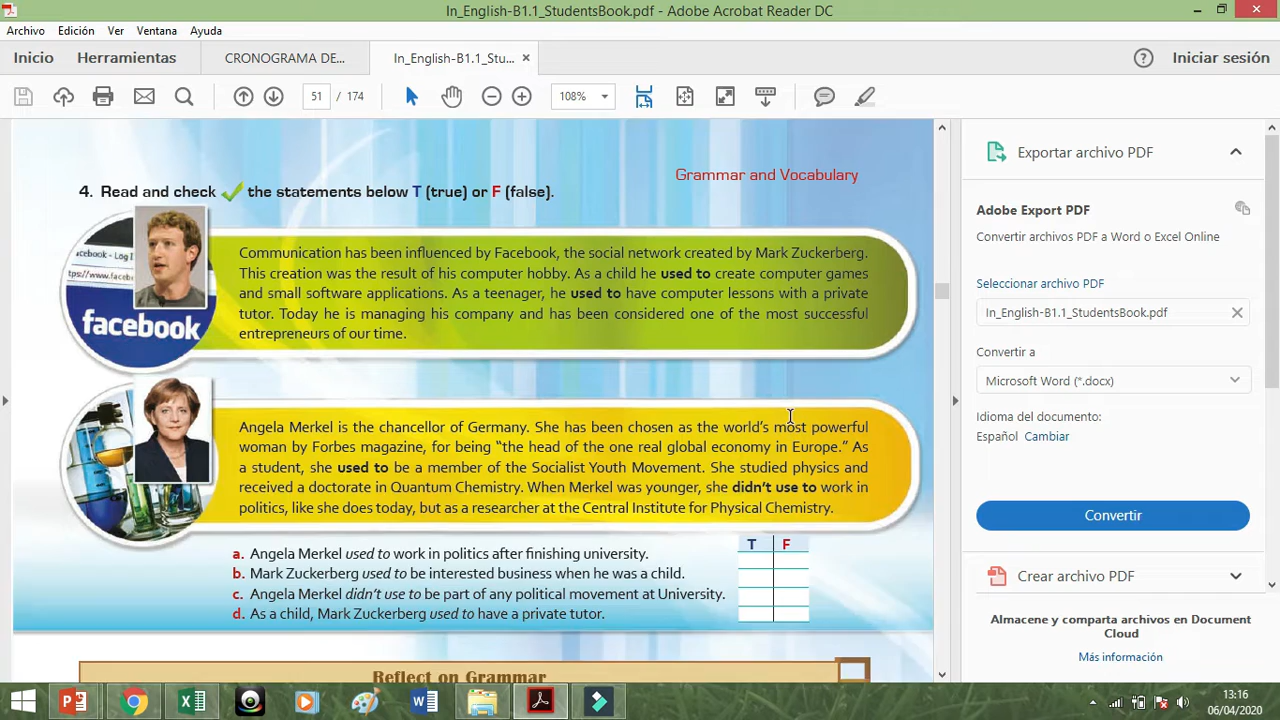 In_English-B1.1_StudentsBook.pdf - Adobe Acrobat Reader DC
Archivo Edición Ver Ventana Ayuda
Inicio Herramientas CRONOGRAMA DE... In_English-B1.1_Stu... × Iniciar sesión
51 / 174 108%
Grammar and Vocabulary
4. Read and check the statements below T (true) or F (false).
Communication has been influenced by Facebook, the social network created by Mark Zuckerberg.
This creation was the result of his computer hobby. As a child he used to create computer games
and small software applications. As a teenager, he used to have computer lessons with a private
tutor. Today he is managing his company and has been considered one of the most successful
entrepreneurs of our time.
facebook
Angela Merkel is the chancellor of Germany. She has been chosen as the world's most powerful
woman by Forbes magazine, for being "the head of the one real global economy in Europe." As
a student, she used to be a member of the Socialist Youth Movement. She studied physics and
received a doctorate in Quantum Chemistry. When Merkel was younger, she didn't use to work in
politics, like she does today, but as a researcher at the Central Institute for Physical Chemistry.
T F
a. Angela Merkel used to work in politics after finishing university.
b. Mark Zuckerberg used to be interested business when he was a child.
c. Angela Merkel didn't use to be part of any political movement at University.
d. As a child, Mark Zuckerberg used to have a private tutor.
Reflect on Grammar
Exportar archivo PDF
Adobe Export PDF
Convertir archivos PDF a Word o Excel Online
Seleccionar archivo PDF
In_English-B1.1_StudentsBook.pdf
Convertir a
Microsoft Word (*.docx)
Idioma del documento:
Español Cambiar
Convertir
Crear archivo PDF
Almacene y comparta archivos en Document
Cloud
Más información
13:16
06/04/2020